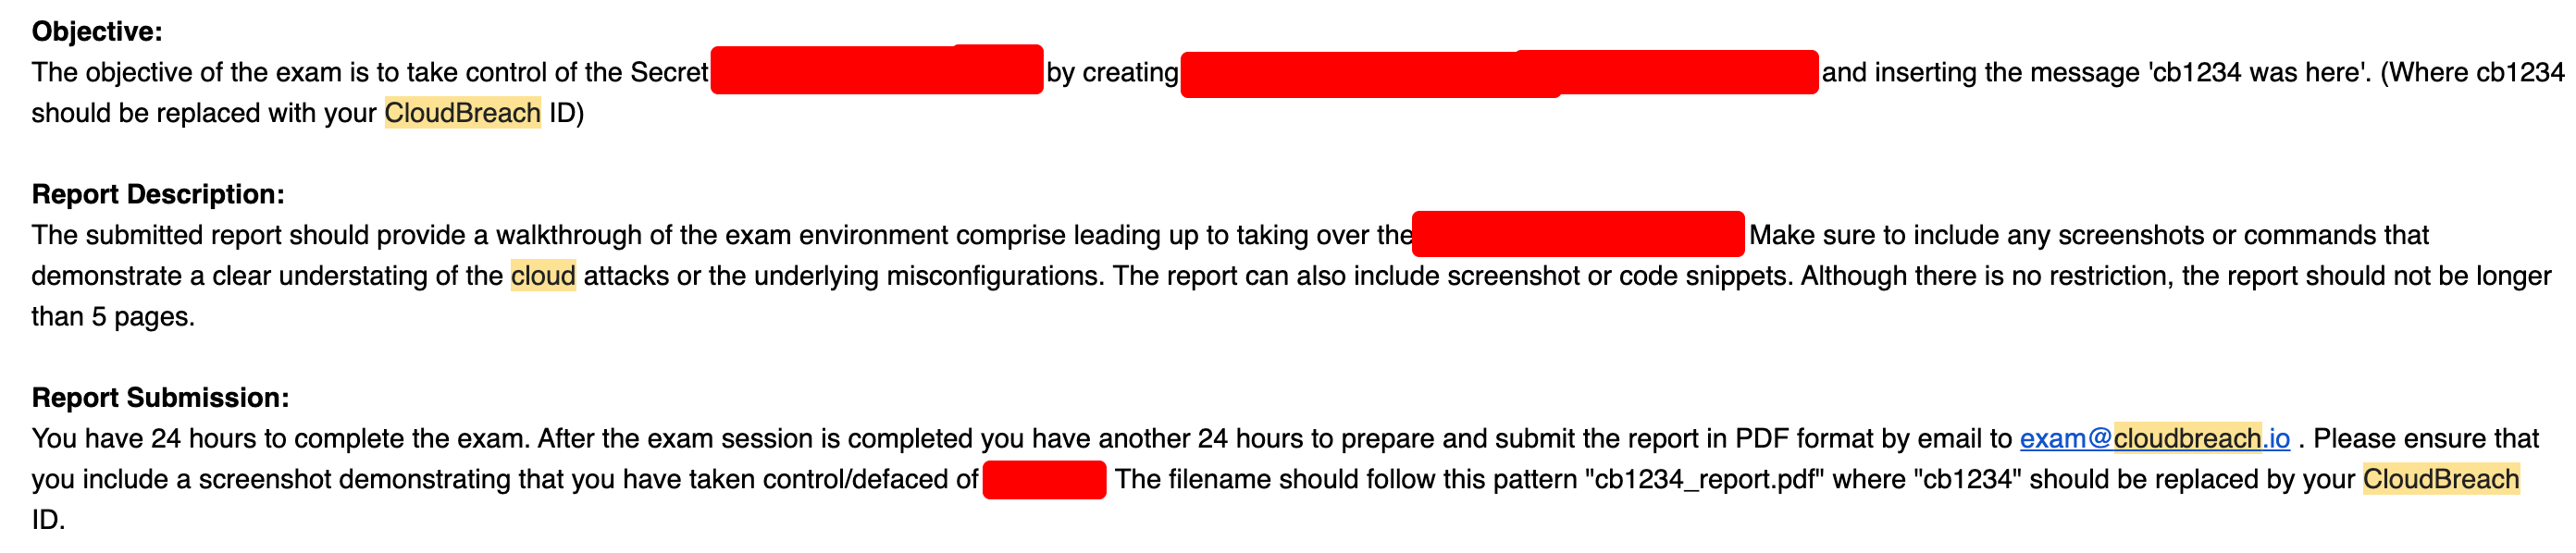 Objective:
The objective of the exam is to take control of the Secret by creating and inserting the message 'cb1234 was here'. (Where cb1234
should be replaced with your CloudBreach ID)
Report Description:
The submitted report should provide a walkthrough of the exam environment comprise leading up to taking over the Make sure to include any screenshots or commands that
demonstrate a clear understating of the cloud attacks or the underlying misconfigurations. The report can also include screenshot or code snippets. Although there is no restriction, the report should not be longer
than 5 pages.
Report Submission:
You have 24 hours to complete the exam. After the exam session is completed you have another 24 hours to prepare and submit the report in PDF format by email to exam@cloudbreach.io . Please ensure that
you include a screenshot demonstrating that you have taken control/defaced of The filename should follow this pattern "cb1234_report.pdf" where "cb1234" should be replaced by your CloudBreach
ID.